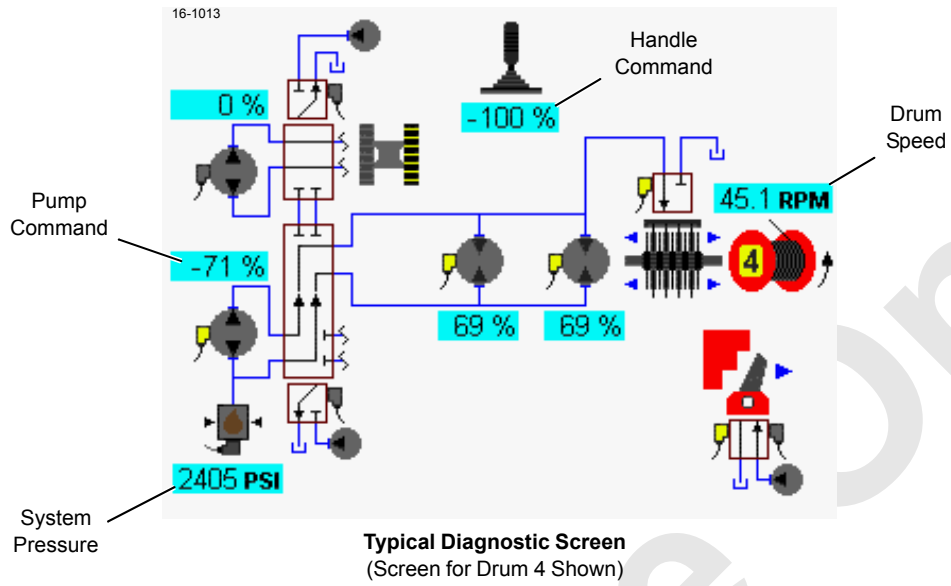 16-1013
Handle
Command
0 %
-100 %
Drum
Speed
45.1 RPM
Pump
Command
-71 %
4
69 %
69 %
2405 PSI
System
Pressure
Typical Diagnostic Screen
(Screen for Drum 4 Shown)